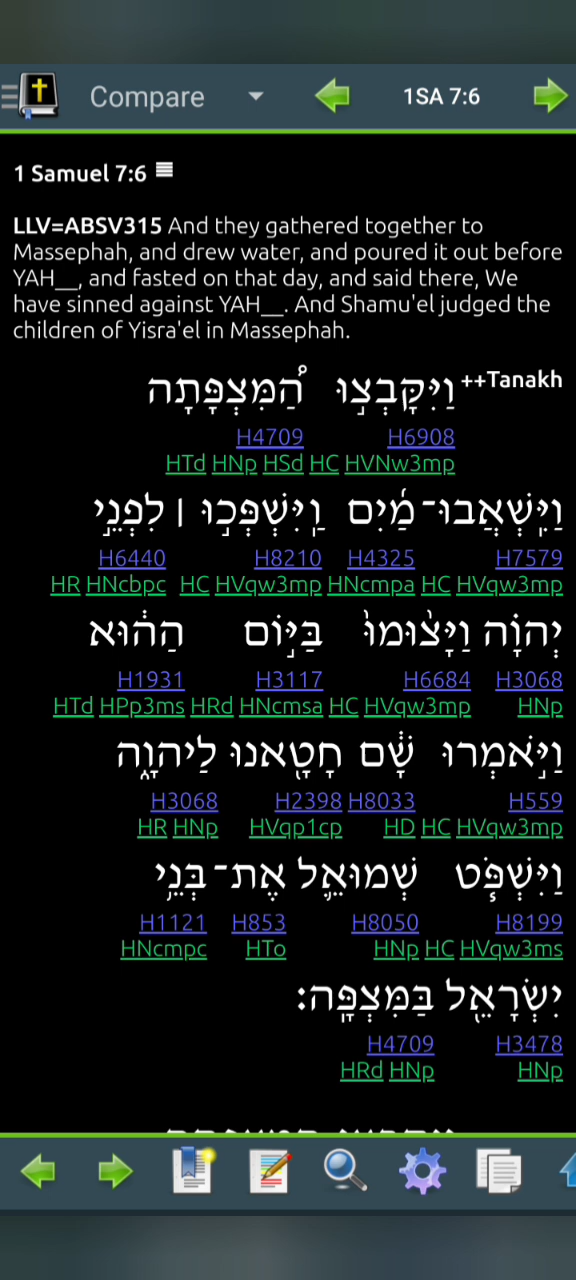 Compare
1SA 7:6
1 Samuel 7:6
LLV=ABSV315 And they gathered together to
Massephah, and drew water, and poured it out before
YAH__, and fasted on that day, and said there, We
have sinned against YAH__. And Shamu'el judged the
children of Yisra'el in Massephah.
++Tanakh וַיִּקָּבְצ֣וּ הַ֠מִּצְפָּתָה
H4709 H6908
HTd HNp HSd HC HVNw3mp
וַיִּֽשְׁאֲבוּ־ מַ֜יִם וַֽיִּשְׁפְּכ֣וּ ׀ לִפְנֵ֣י
H6440 H8210 H4325 H7579
HR HNcbpc HC HVqw3mp HNcmpa HC HVqw3mp
יְהוָ֗ה וַיָּצ֙וּמוּ֙ בַּיּ֣וֹם הַה֔וּא
H1931 H3117 H6684 H3068
HTd HPp3ms HRd HNcmsa HC HVqw3mp HNp
וַיֹּ֣אמְרוּ שָׁ֔ם חָטָ֖אנוּ לַיהוָ֑ה
H3068 H2398 H8033 H559
HR HNp HVqp1cp HD HC HVqw3mp
וַיִּשְׁפֹּ֧ט שְׁמוּאֵ֛ל אֶת־ בְּנֵ֥י
H1121 H853 H8050 H8199
HNcmpc HTo HNp HC HVqw3ms
יִשְׂרָאֵ֖ל בַּמִּצְפָּֽה׃
H4709 H3478
HRd HNp HNp